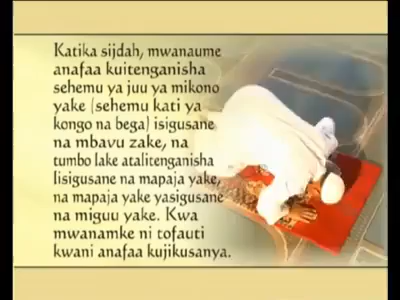 Katika sijdah, mwanaume
anafaa kuitenganisha
sehemu ya juu ya mikono
yake (sehemu kati ya
kongo na bega) isigusane
na mbavu zake, na
tumbo lake atalitenganisha
lisigusane na mapaja yake,
na mapaja yake yasigusane
na miguu yake. Kwa
mwanamke ni tofauti
kwani anafaa kujikusanya.